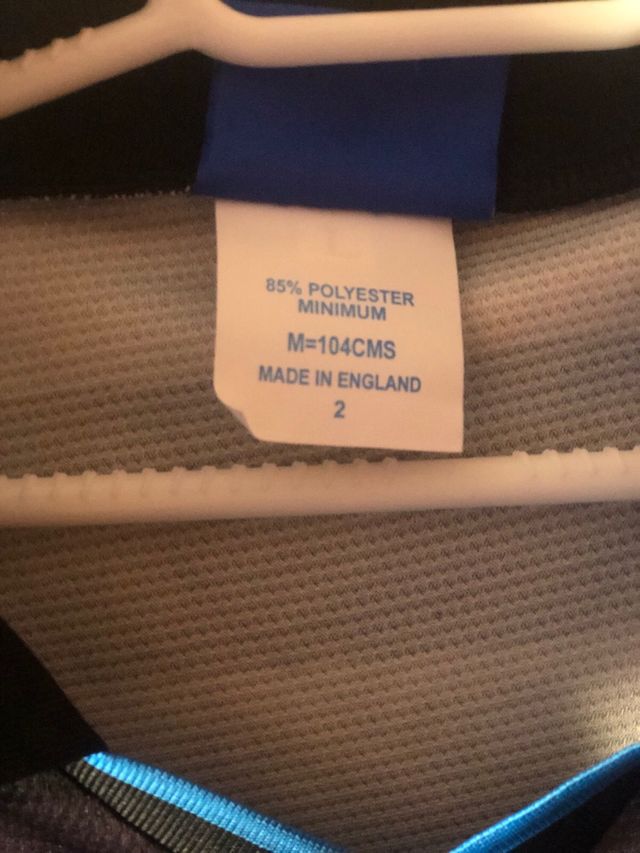 85% POLYESTER
MINIMUM
M=104CMS
MADE IN ENGLAND
2